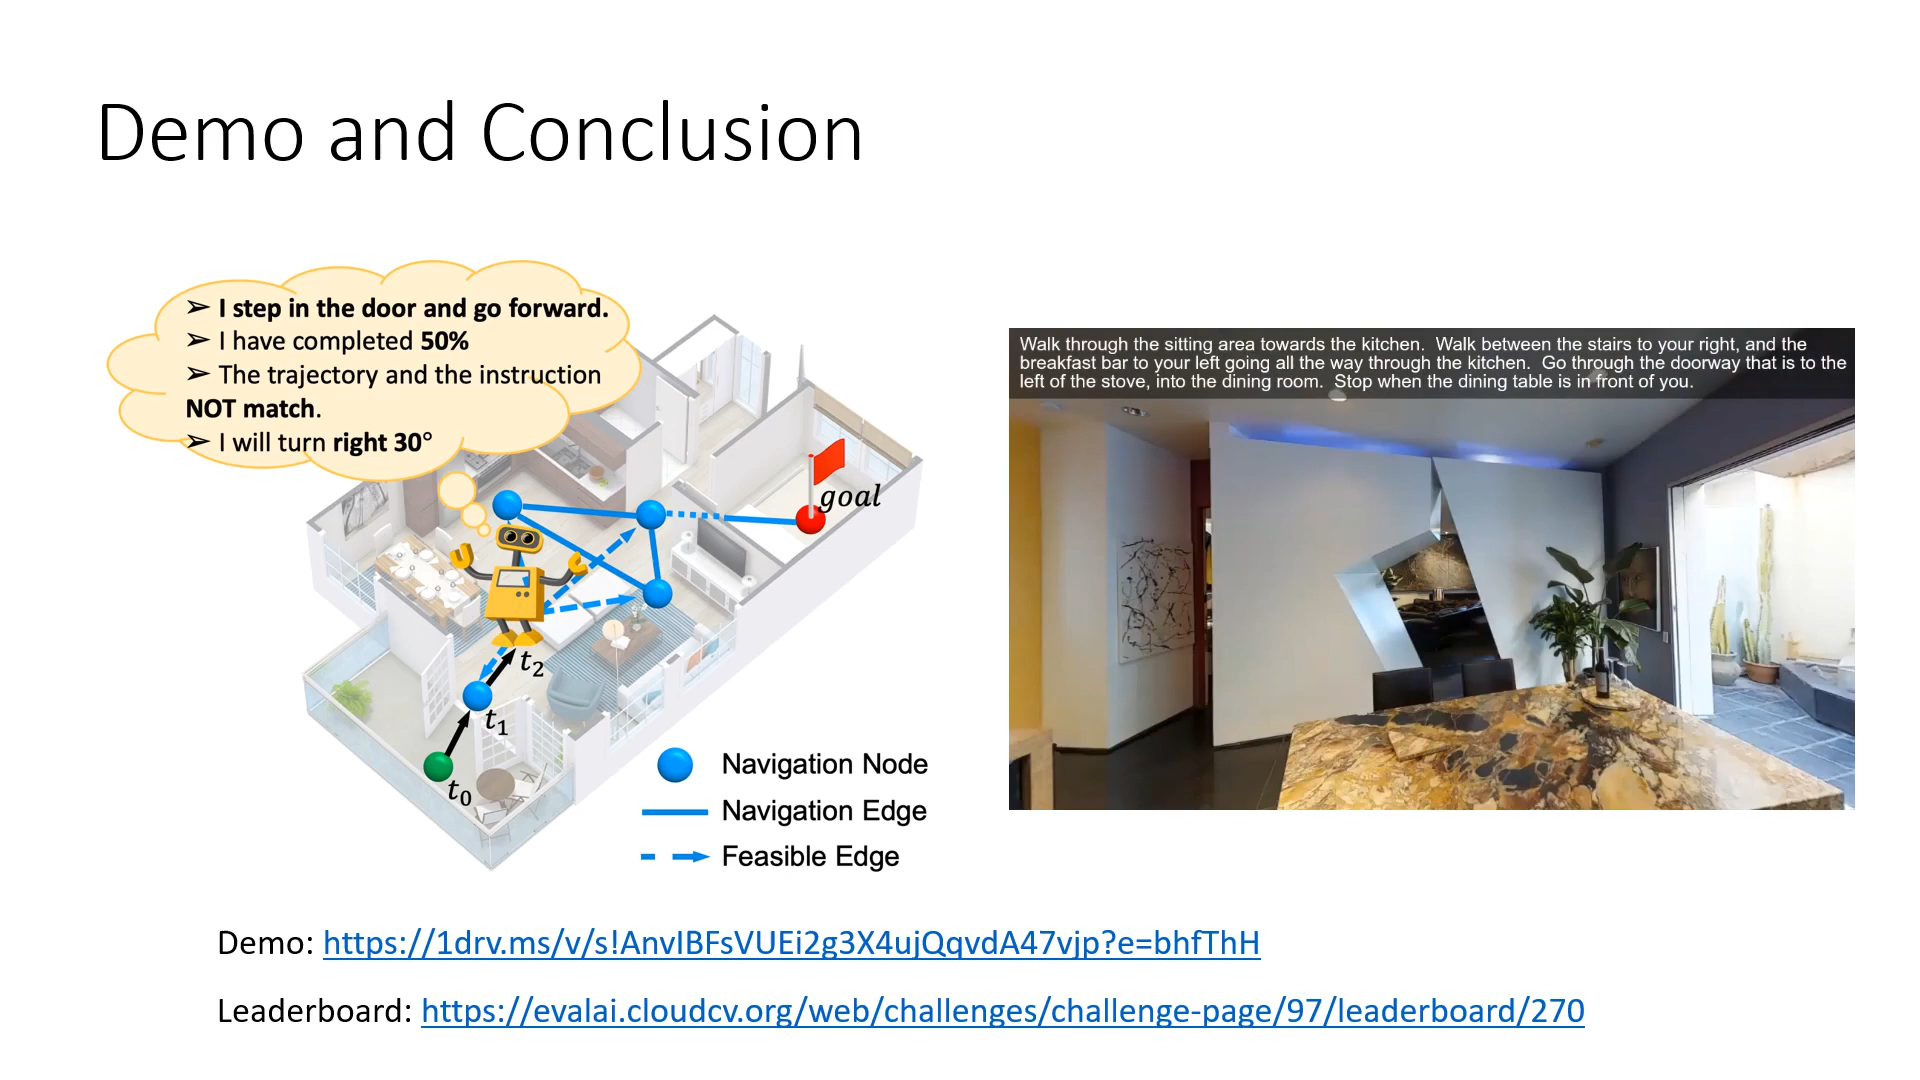 Demo and Conclusion
➢ I step in the door and go forward.
➢ I have completed 50%
➢ The trajectory and the instruction
NOT match.
➢ I will turn right 30°
goal
t2
t1
t0
Navigation Node
Navigation Edge
Feasible Edge
Walk through the sitting area towards the kitchen. Walk between the stairs to your right, and the
breakfast bar to your left going all the way through the kitchen. Go through the doorway that is to the
left of the stove, into the dining room. Stop when the dining table is in front of you.
Demo: https://1drv.ms/v/s!AnvIBFsVUEi2g3X4ujQqvdA47vjp?e=bhfThH
Leaderboard: https://evalai.cloudcv.org/web/challenges/challenge-page/97/leaderboard/270